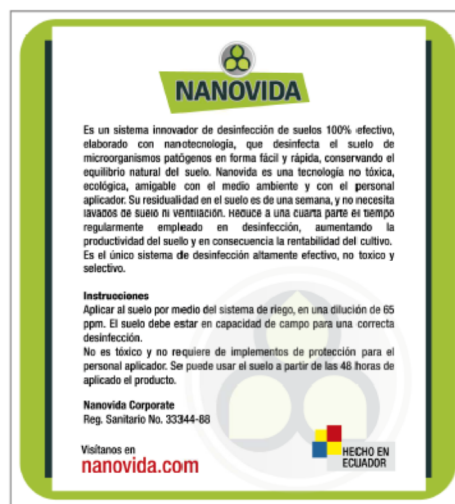 NANOVIDA
Es un sistema innovador de desinfección de suelos 100% efectivo,
elaborado con nanotecnología, que desinfecta el suelo de
microorganismos patógenos en forma fácil y rápida, conservando el
equilibrio natural del suelo. Nanovida es una tecnología no tóxica,
ecológica, amigable con el medio ambiente y con el personal
aplicador. Su residualidad en el suelo es de una semana, y no necesita
lavados de suelo ni ventilación. Reduce a una cuarta parte el tiempo
regularmente empleado en desinfección, aumentando la
productividad del suello y en consecuencia la rentabilidad del cultivo.
Es el único sistema de desinfección altamente efectivo, no toxico y
selectivo.
Instrucciones
Aplicar al suelo por medio del sistema de riego, en una dilución de 65
ppm. El suelo debe estar en capacidad de campo para una correcta
desinfección.
No es tóxico y no requiere de implementos de protección para el
personal aplicador. Se puede usar el suelo a partir de las 48 horas de
aplicado el producto.
Nanovida Corporate
Reg. Sanitario No. 33344-88
Visítanos en
nanovida.com
HECHO EN
ECUADOR